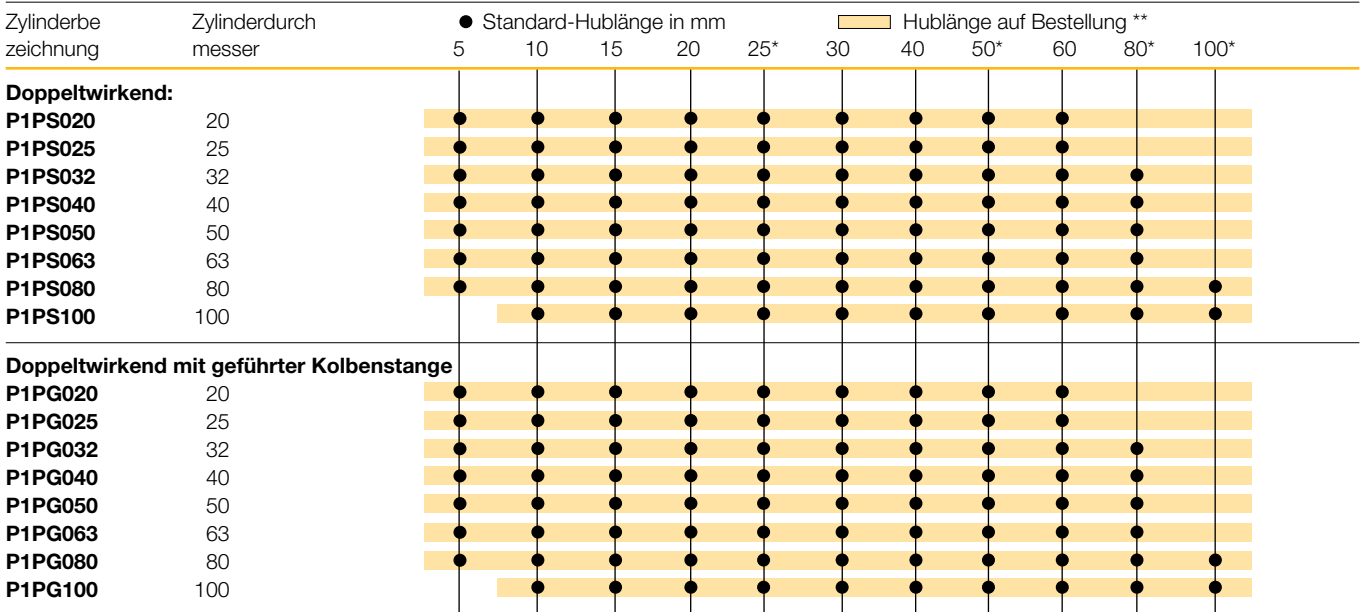 Zylinderbe Zylinderdurch ● Standard-Hublänge in mm Hublänge auf Bestellung **
zeichnung messer 5 10 15 20 25* 30 40 50* 60 80* 100*
Doppeltwirkend:
P1PS020 20
P1PS025 25
P1PS032 32
P1PS040 40
P1PS050 50
P1PS063 63
P1PS080 80
P1PS100 100
Doppeltwirkend mit geführter Kolbenstange
P1PG020 20
P1PG025 25
P1PG032 32
P1PG040 40
P1PG050 50
P1PG063 63
P1PG080 80
P1PG100 100